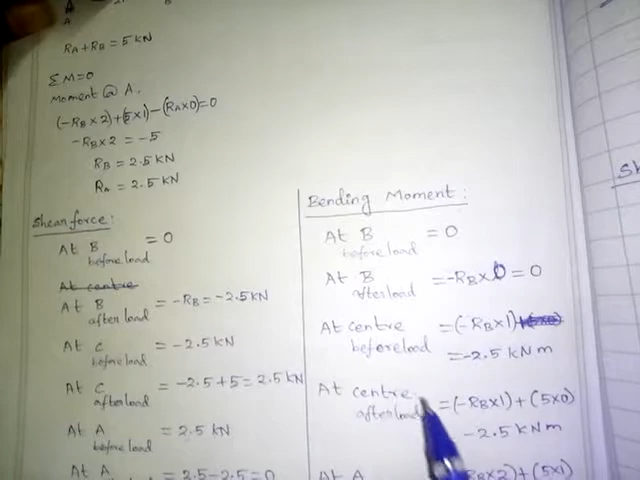 A
B
RA+RB = 5 KN
ΣM=0
Moment @ A.
(-RB×2)+(5×1)-(RA×0)=0
-RB×2 = -5
RB = 2.5 KN
RA = 2.5 KN
Shear force:
At B before load = 0
At centre
At B after load = -RB = -2.5 KN
At C before load = -2.5 KN
At C after load = -2.5+5 = 2.5 KN
At A before load = 2.5 KN
At A = 2.5-2.5=0
Bending Moment:
At B before load = 0
At B after load = -RB×0 = 0
At centre before load = (-RB×1)
= -2.5 KN m
At centre after load = (-RB×1)+(5×0)
-2.5 KN m
At A RB×2)+(5×1)
Sh